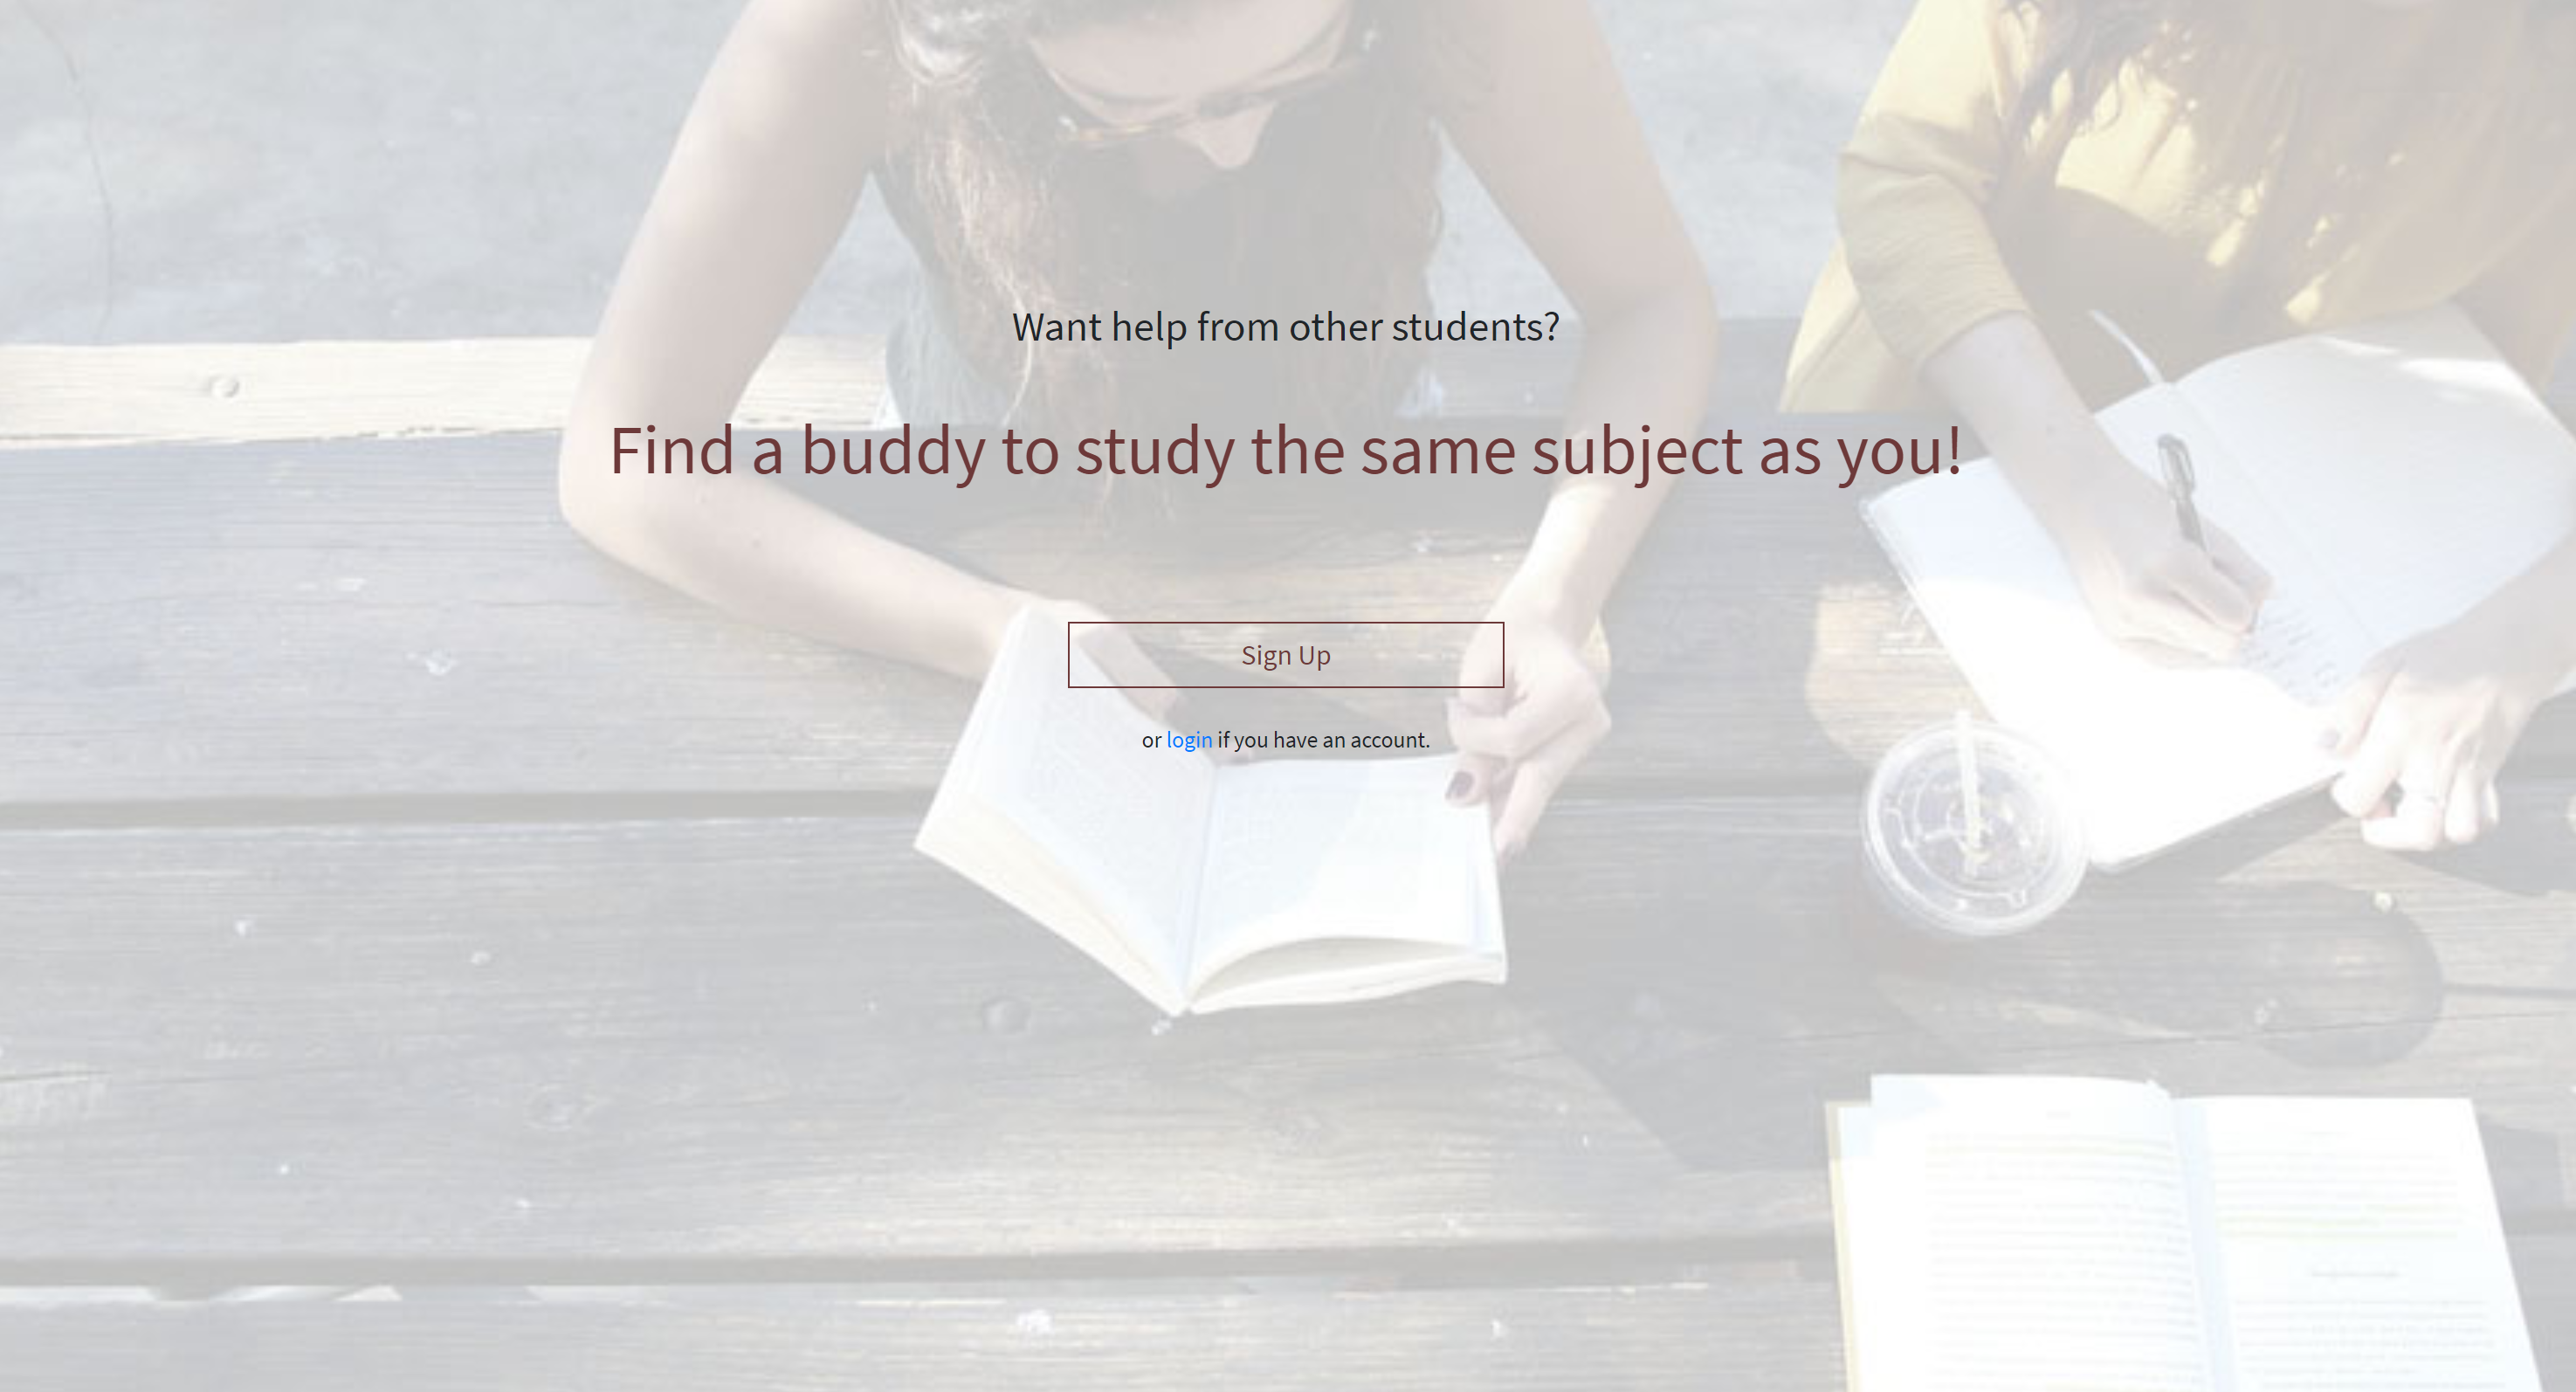 Want help from other students?
Find a buddy to study the same subject as you!
Sign Up
or login if you have an account.